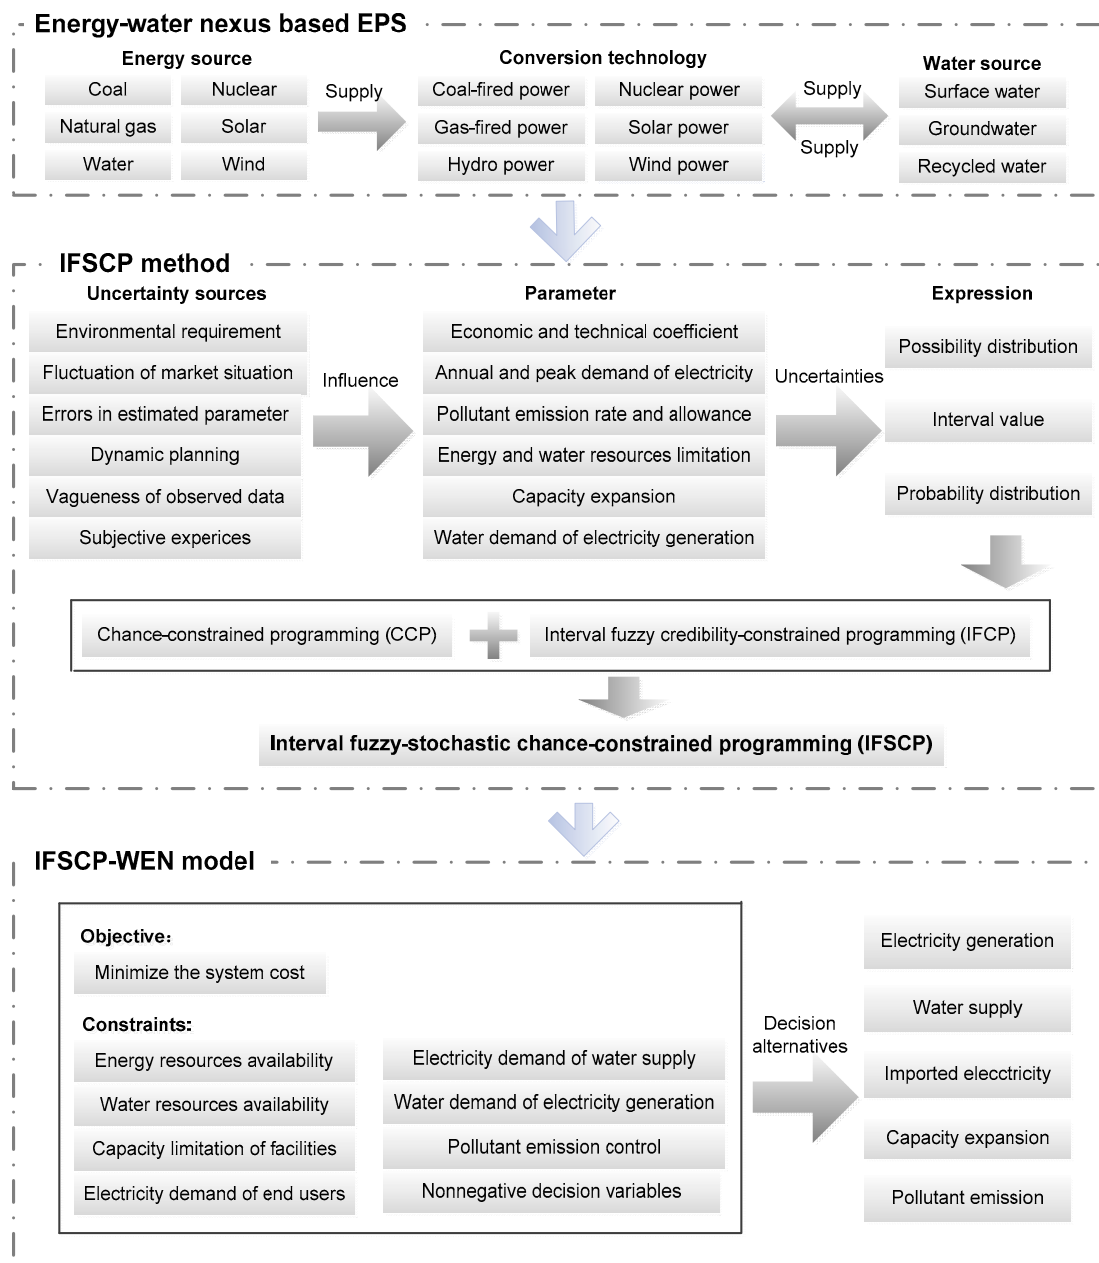 Energy-water nexus based EPS
Energy source
Conversion technology
Water source
Coal
Nuclear
Natural gas
Solar
Water
Wind
Supply
Coal-fired power
Nuclear power
Gas-fired power
Solar power
Hydro power
Wind power
Supply
Supply
Surface water
Groundwater
Recycled water
IFSCP method
Uncertainty sources
Parameter
Expression
Environmental requirement
Fluctuation of market situation
Errors in estimated parameter
Dynamic planning
Vagueness of observed data
Subjective experices
Influence
Economic and technical coefficient
Annual and peak demand of electricity
Pollutant emission rate and allowance
Energy and water resources limitation
Capacity expansion
Water demand of electricity generation
Uncertainties
Possibility distribution
Interval value
Probability distribution
Chance-constrained programming (CCP)
Interval fuzzy credibility-constrained programming (IFCP)
Interval fuzzy-stochastic chance-constrained programming (IFSCP)
IFSCP-WEN model
Objective:
Minimize the system cost
Constraints:
Energy resources availability
Water resources availability
Capacity limitation of facilities
Electricity demand of end users
Electricity demand of water supply
Water demand of electricity generation
Pollutant emission control
Nonnegative decision variables
Decision
alternatives
Electricity generation
Water supply
Imported elecctricity
Capacity expansion
Pollutant emission